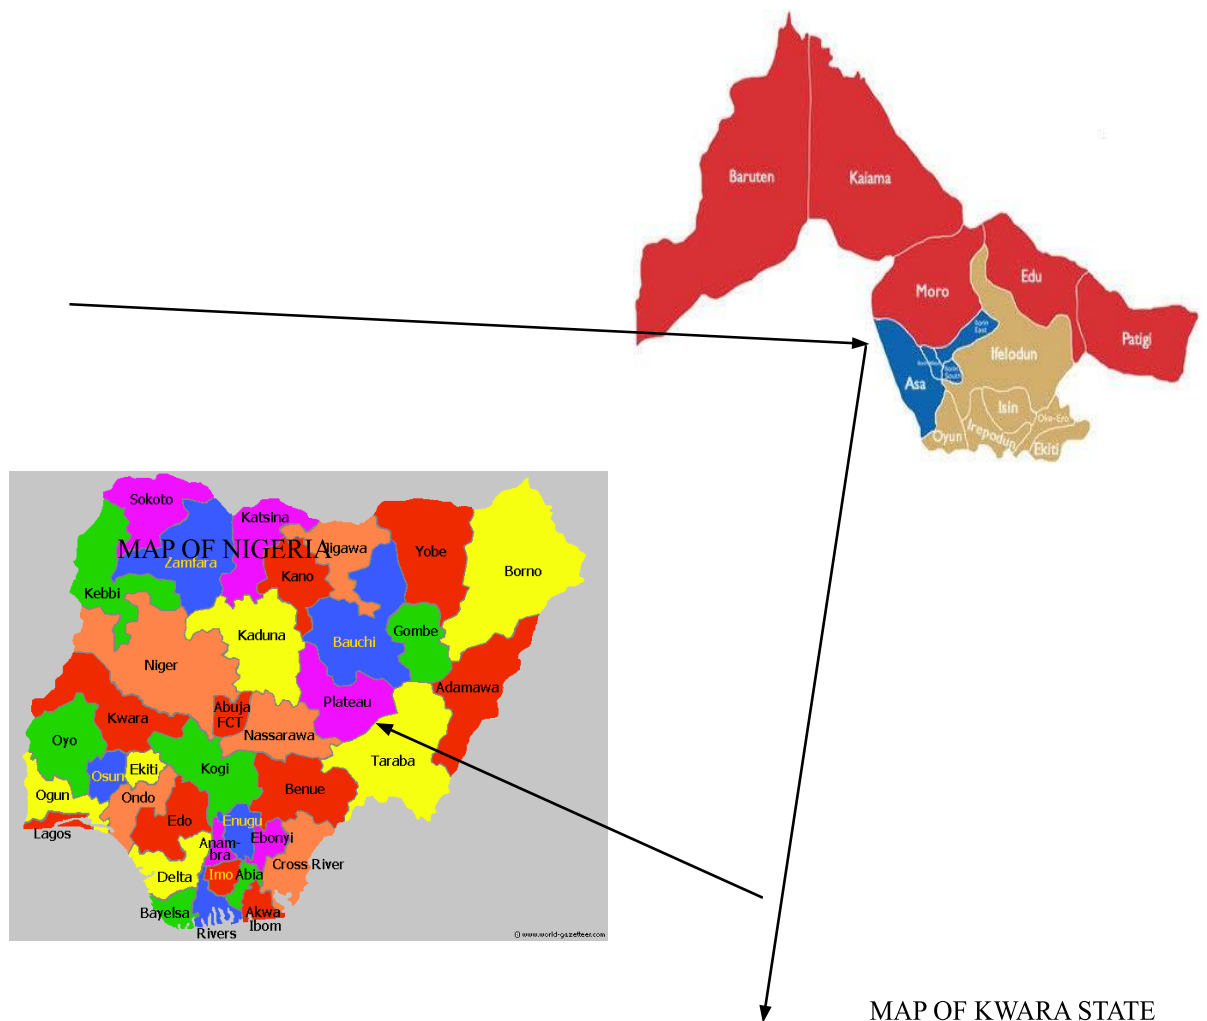 Baruten
Kaiama
Edu
Moro
Patigi
Ilorin
East
Ifelodun
Asa
South
Isin
Oke-Ero
Oyun
Irepodun
Ekiti
Sokoto
Katsina
MAP OF NIGERIA
Jigawa
Yobe
Zamfara
Borno
Kano
Kebbi
Gombe
Kaduna
Bauchi
Niger
Adamawa
Plateau
Abuja
FCT
Kwara
Nassarawa
Oyo
Taraba
Kogi
Ekiti
Osun
Benue
Ogun
Ondo
Edo
Enugu
Lagos
Anam-
bra
Ebonyi
Cross River
Delta
Imo
Abia
Bayelsa
Akwa
Ibom
Rivers
© www.world-gazetteer.com
MAP OF KWARA STATE